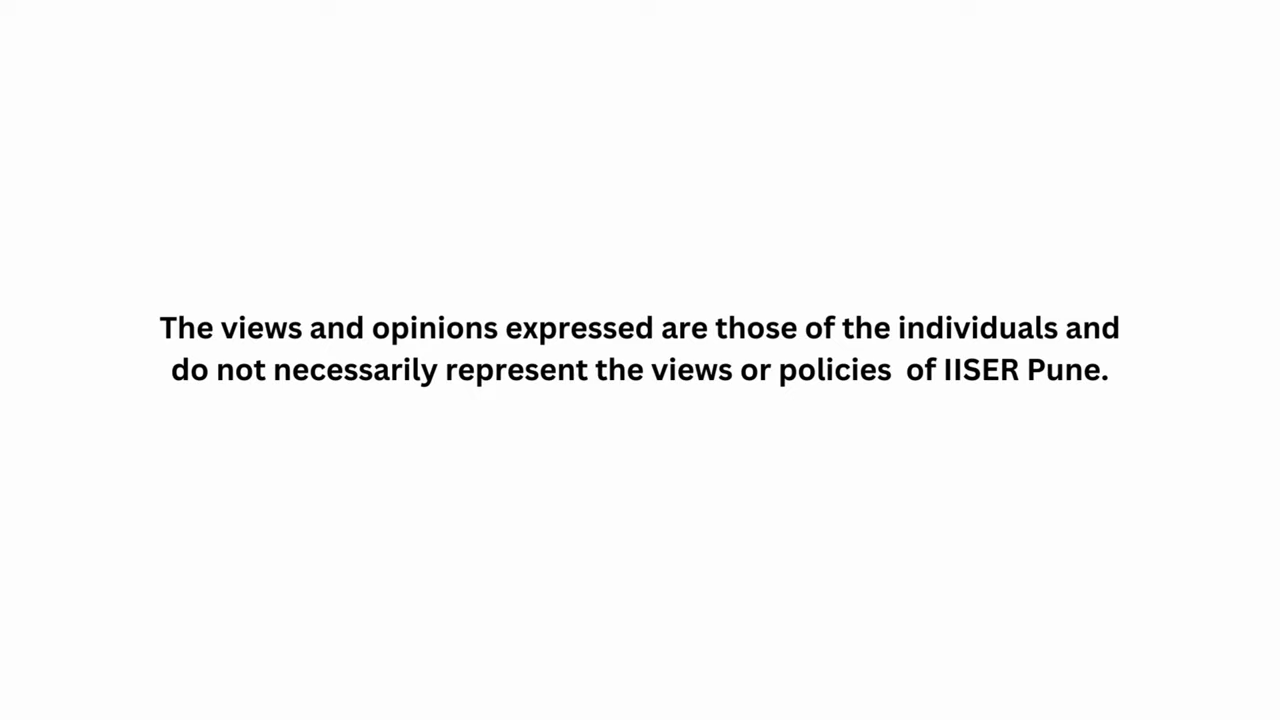 The views and opinions expressed are those of the individuals and
do not necessarily represent the views or policies  of IISER Pune.